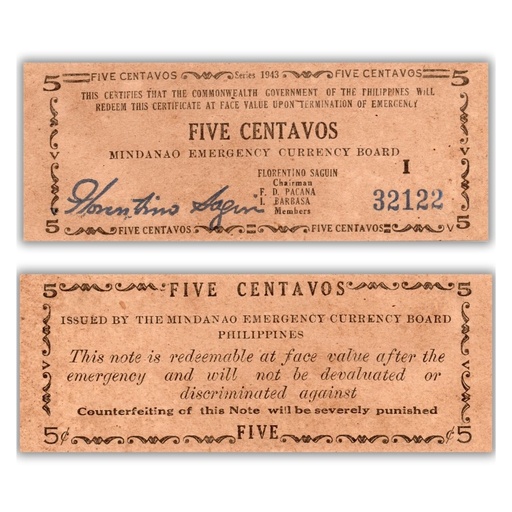 5 FIVE CENTAVOS Series 1943 FIVE CENTAVOS 5
THIS CERTIFIES THAT THE COMMONWEALTH GOVERNMENT OF THE PHILIPPINES WILL
REDEEM THIS CERTIFICATE AT FACE VALUE UPON TERMINATION OF EMERGENCY
FIVE CENTAVOS
MINDANAO EMERGENCY CURRENCY BOARD
FLORENTINO SAGUIN
Chairman
F. D. PACANA
I. BARBASA
Members
Florentino Saguin
I
32122
5 FIVE CENTAVOS FIVE CENTAVOS 5
5 FIVE CENTAVOS 5
ISSUED BY THE MINDANAO EMERGENCY CURRENCY BOARD
PHILIPPINES
This note is redeemable at face value after the
emergency and will not be devaluated or
discriminated against
Counterfeiting of this Note will be severely punished
5¢ FIVE ¢5